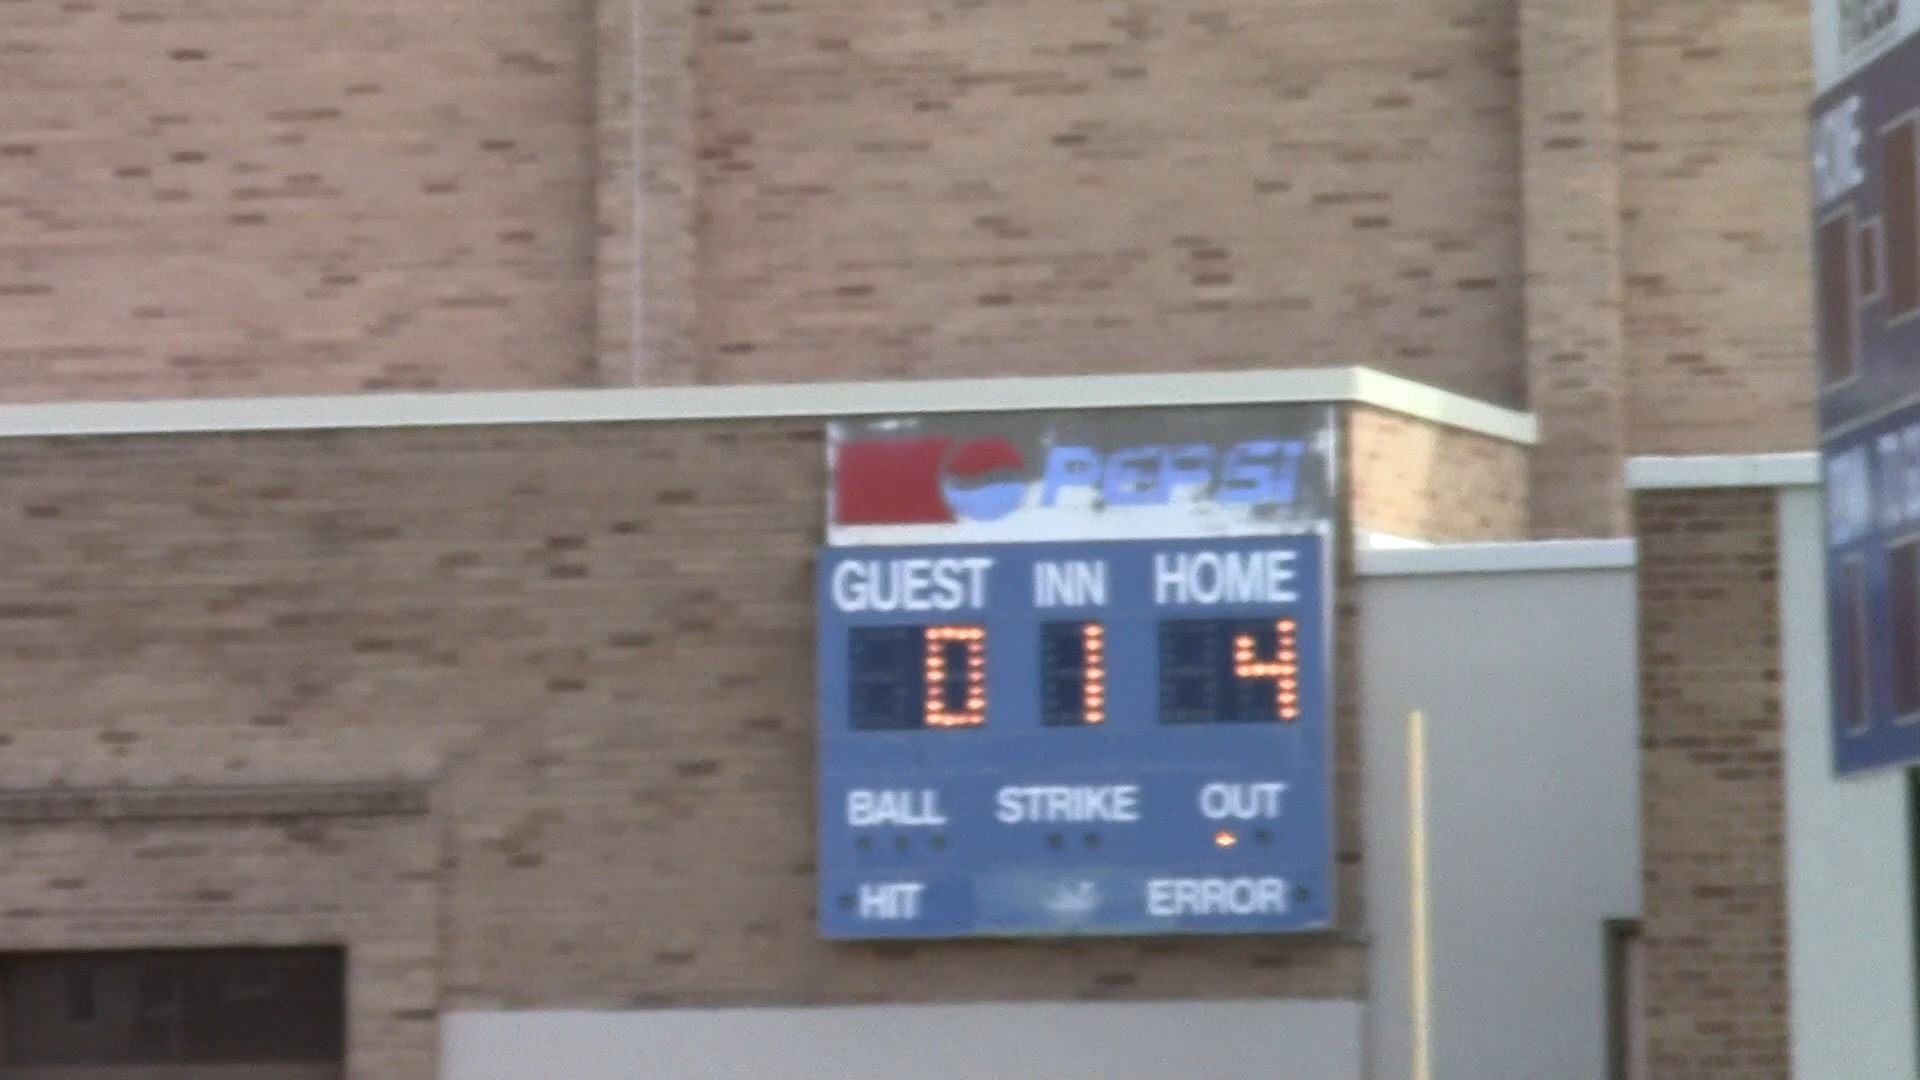 PEPSI
GUEST INN HOME
0 1 4
BALL STRIKE OUT
HIT ERROR